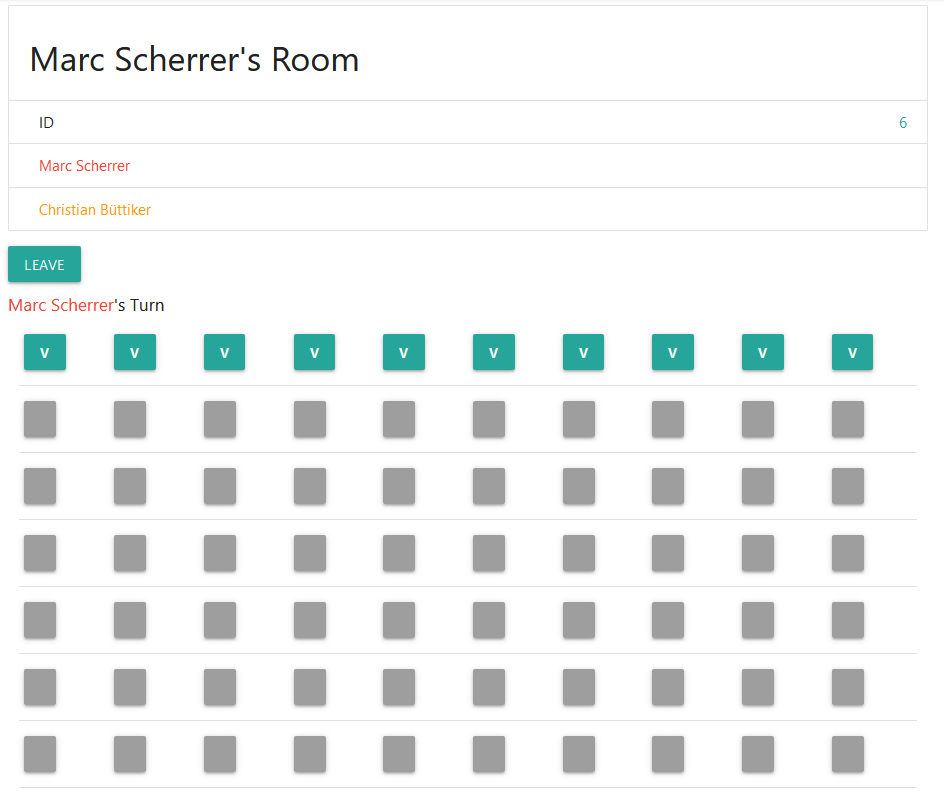 Marc Scherrer's Room
ID 6
Marc Scherrer
Christian Büttiker
LEAVE
Marc Scherrer's Turn
V V V V V V V V V V